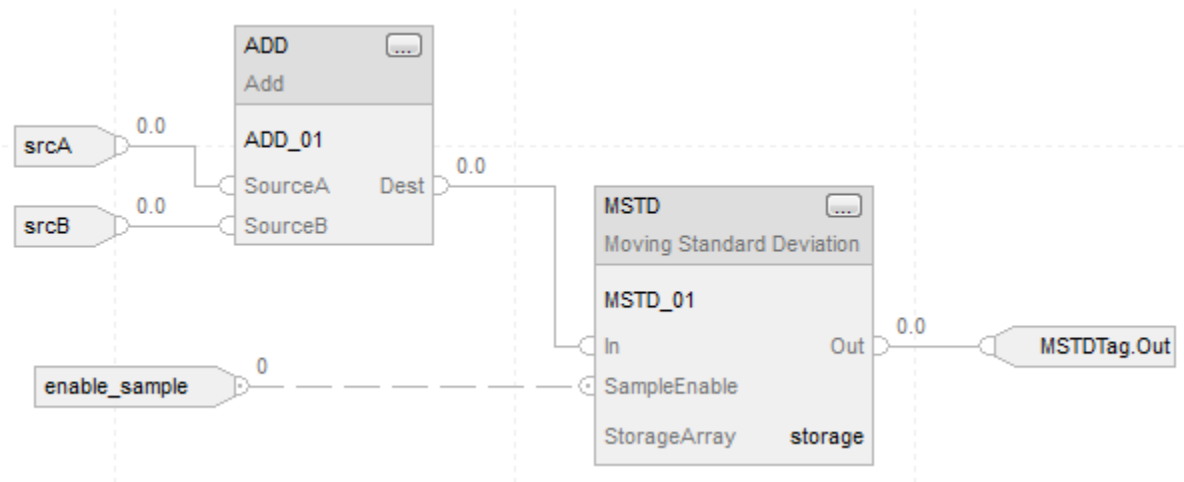 ADD ...
Add
ADD_01
srcA 0.0
SourceA Dest 0.0
srcB 0.0
SourceB
MSTD ...
Moving Standard Deviation
MSTD_01
In Out 0.0 MSTDTag.Out
enable_sample 0
SampleEnable
StorageArray storage